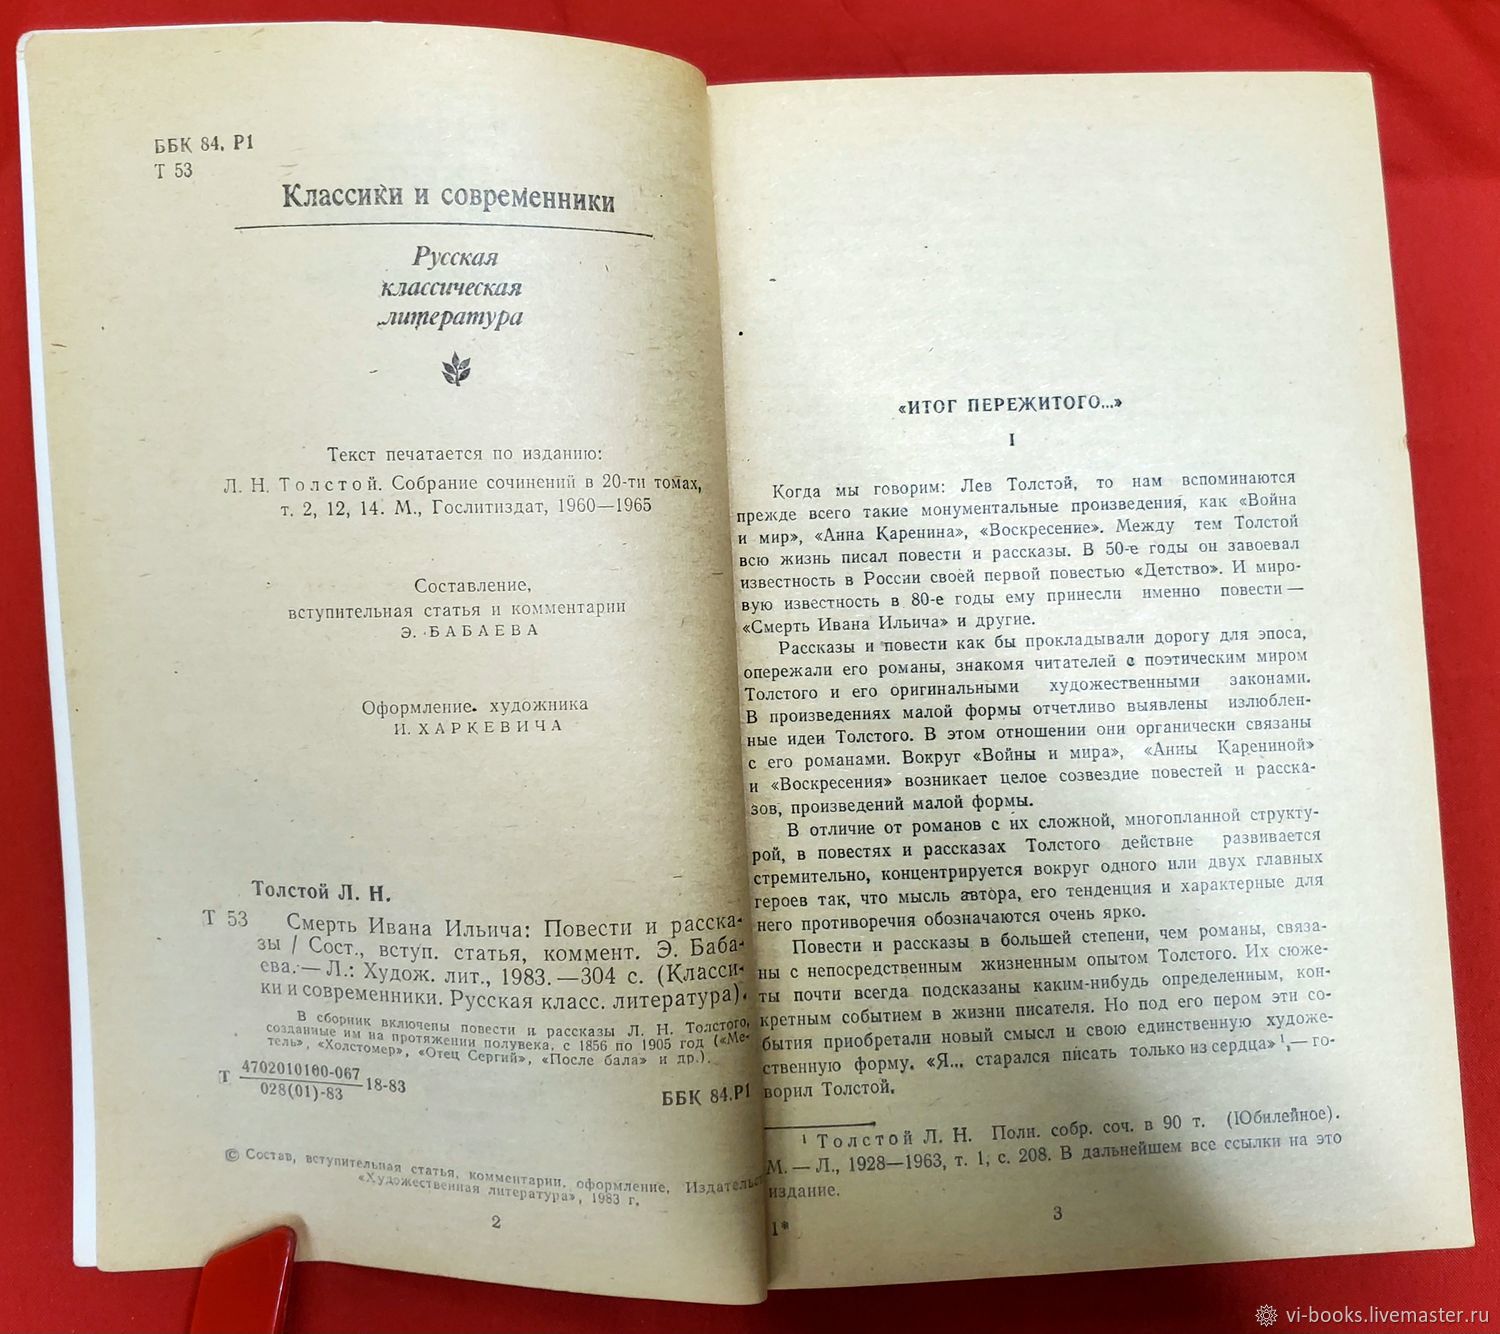 ББК 84. Р1
Т 53
Классики и современники
Русская
классическая
литература
Текст печатается по изданию:
Л. Н. Толстой. Собрание сочинений в 20-ти томах,
т. 2, 12, 14. М., Гослитиздат, 1960—1965
Составление,
вступительная статья и комментарии
Э. БАБАЕВА
Оформление художника
И. ХАРКЕВИЧА
Толстой Л. Н.
Т 53 Смерть Ивана Ильича: Повести и расска-
зы / Сост., вступ. статья, коммент. Э. Баба-
ева.— Л.: Худож. лит., 1983.—304 с. (Класси-
ки и современники. Русская класс. литература).
В сборник включены повести и рассказы Л. Н. Толстого,
созданные им на протяжении полувека, с 1856 по 1905 год («Ме-
тель», «Холстомер», «Отец Сергий», «После бала» и др.).
Т 4702010100-067
028(01)-83 18-83
ББК 84.Р1
© Состав, вступительная статья, комментарии, оформление. Издательст
«Художественная литература», 1983 г.
2
«ИТОГ ПЕРЕЖИТОГО...»
I
Когда мы говорим: Лев Толстой, то нам вспоминаются
прежде всего такие монументальные произведения, как «Война
и мир», «Анна Каренина», «Воскресение». Между тем Толстой
всю жизнь писал повести и рассказы. В 50-е годы он завоевал
известность в России своей первой повестью «Детство». И миро-
вую известность в 80-е годы ему принесли именно повести —
«Смерть Ивана Ильича» и другие.
Рассказы и повести как бы прокладывали дорогу для эпоса,
опережали его романы, знакомя читателей с поэтическим миром
Толстого и его оригинальными художественными законами.
В произведениях малой формы отчетливо выявлены излюблен-
ные идеи Толстого. В этом отношении они органически связаны
с его романами. Вокруг «Войны и мира», «Анны Карениной»
и «Воскресения» возникает целое созвездие повестей и расска-
зов, произведений малой формы.
В отличие от романов с их сложной, многопланной структу-
рой, в повестях и рассказах Толстого действие развивается
стремительно, концентрируется вокруг одного или двух главных
героев так, что мысль автора, его тенденция и характерные для
него противоречия обозначаются очень ярко.
Повести и рассказы в большей степени, чем романы, связа-
ны с непосредственным жизненным опытом Толстого. Их сюже-
ты почти всегда подсказаны каким-нибудь определенным, кон-
кретным событием в жизни писателя. Но под его пером эти со-
бытия приобретали новый смысл и свою единственную художе-
ственную форму. «Я... старался писать только из сердца»¹,— го-
ворил Толстой.
¹ Толстой Л. Н. Полн. собр. соч. в 90 т. (Юбилейное).
М.—Л., 1928—1963, т. 1, с. 208. В дальнейшем все ссылки на это
издание.
1*
3
vi-books.livemaster.ru